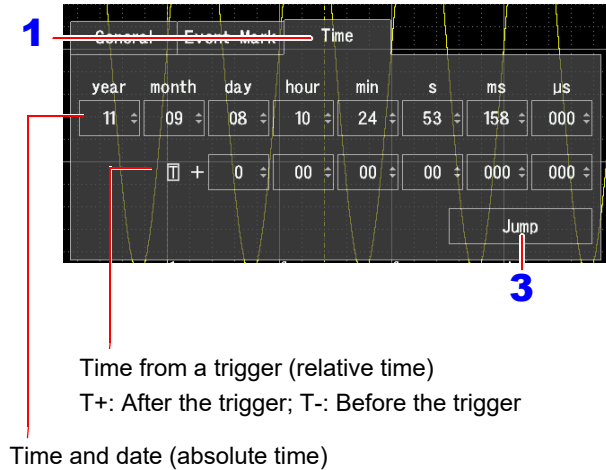 1
General Event Mark Time
year month day hour min s ms µs
11 09 08 10 24 53 158 000
T + 0 00 00 00 000 000
Jump
3
Time from a trigger (relative time)
T+: After the trigger; T-: Before the trigger
Time and date (absolute time)